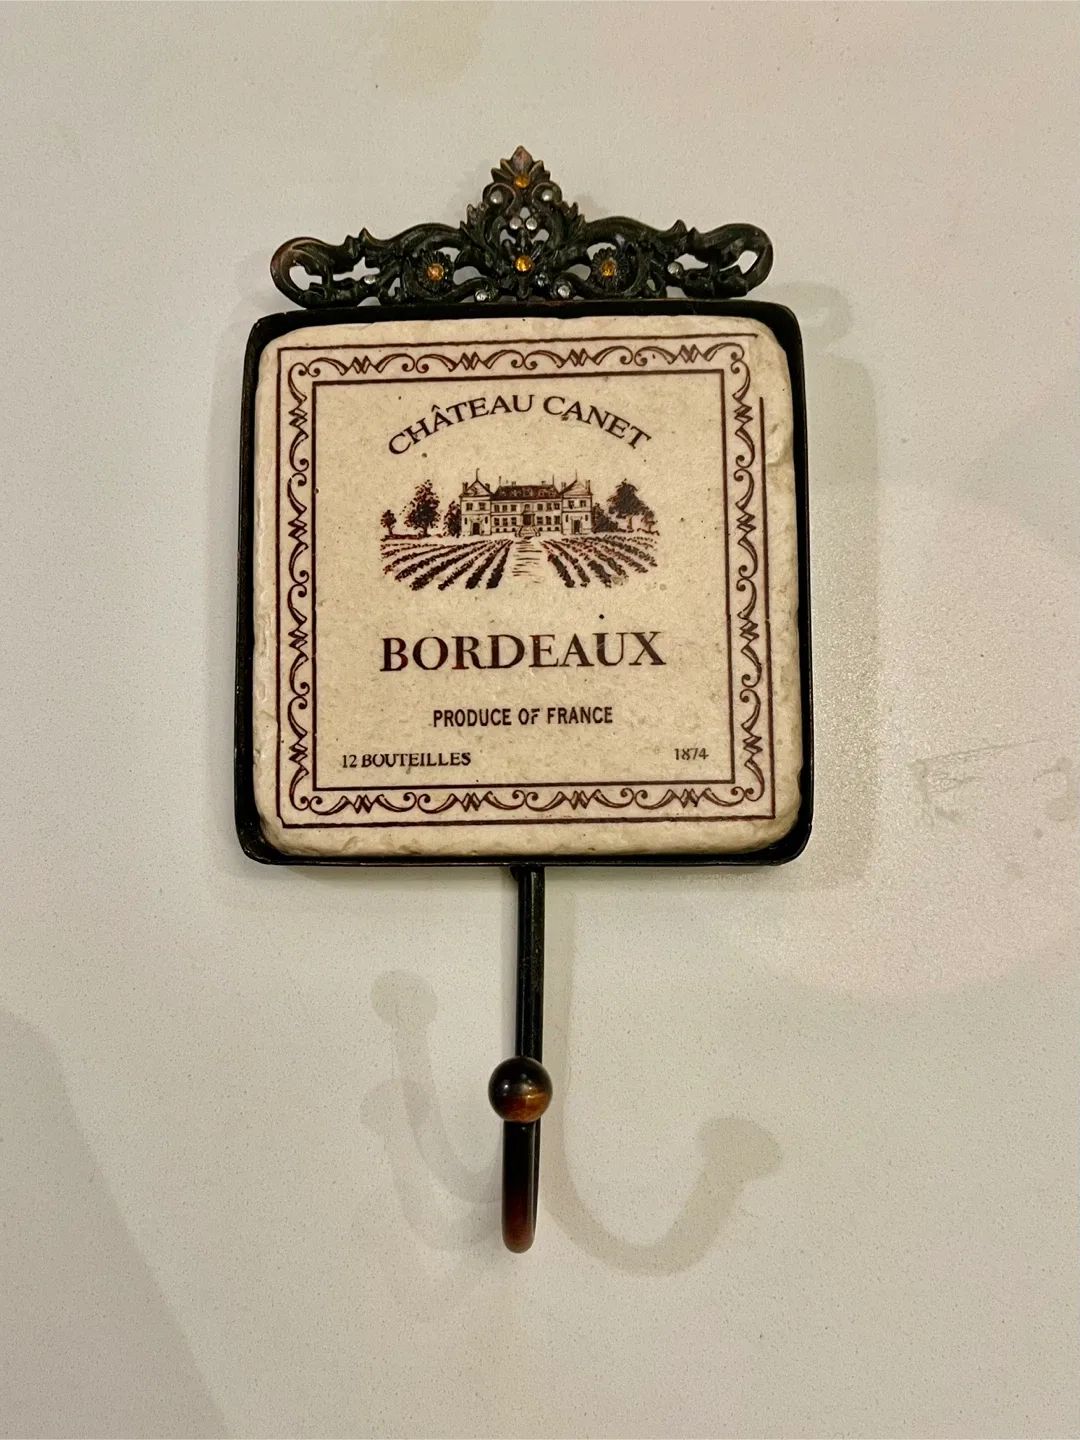 CHÂTEAU CANET
BORDEAUX
PRODUCE OF FRANCE
12 BOUTEILLES
1874